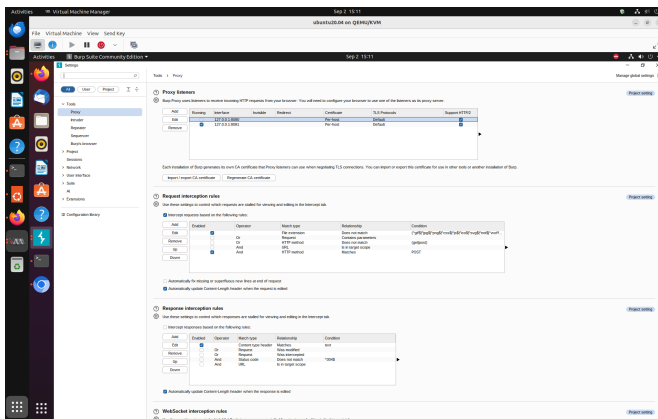 Activities
Virtual Machine Manager
Sep 2 15:11
ubuntu20.04 on QEMU/KVM
File Virtual Machine View Send Key
Activities
Burp Suite Community Edition
Sep 2 15:11
Settings
Tools > Proxy
Manage global settings
All User Project
Tools
Proxy
Intruder
Repeater
Sequencer
Burp's browser
Project
Sessions
Network
User interface
Suite
AI
Extensions
Configuration library
Proxy listeners
Project setting
Burp Proxy uses listeners to receive incoming HTTP requests from your browser. You will need to configure your browser to use one of the listeners as its proxy server.
Add
Edit
Remove
Running Interface Invisible Redirect Certificate TLS Protocols Support HTTP/2
127.0.0.1:8080 Per-host Default
127.0.0.1:8081 Per-host Default
Each installation of Burp generates its own CA certificate that Proxy listeners can use when negotiating TLS connections. You can import or export this certificate for use in other tools or another installation of Burp.
Import / export CA certificate Regenerate CA certificate
Request interception rules
Project setting
Use these settings to control which requests are stalled for viewing and editing in the Intercept tab.
Intercept requests based on the following rules:
Add
Edit
Remove
Up
Down
Enabled Operator Match type Relationship Condition
File extension Does not match
Or Request Contains parameters
Or HTTP method Does not match (get|post)
And URL Is in target scope
And HTTP method Matches POST
Automatically fix missing or superfluous new lines at end of request
Automatically update Content-Length header when the request is edited
Response interception rules
Project setting
Use these settings to control which responses are stalled for viewing and editing in the Intercept tab.
Intercept responses based on the following rules:
Add
Edit
Remove
Up
Down
Enabled Operator Match type Relationship Condition
Content type header Matches text
Or Request Was modified
Or Request Was intercepted
And Status code Does not match ^304$
And URL Is in target scope
Automatically update Content-Length header when the response is edited
WebSocket interception rules
Project setting